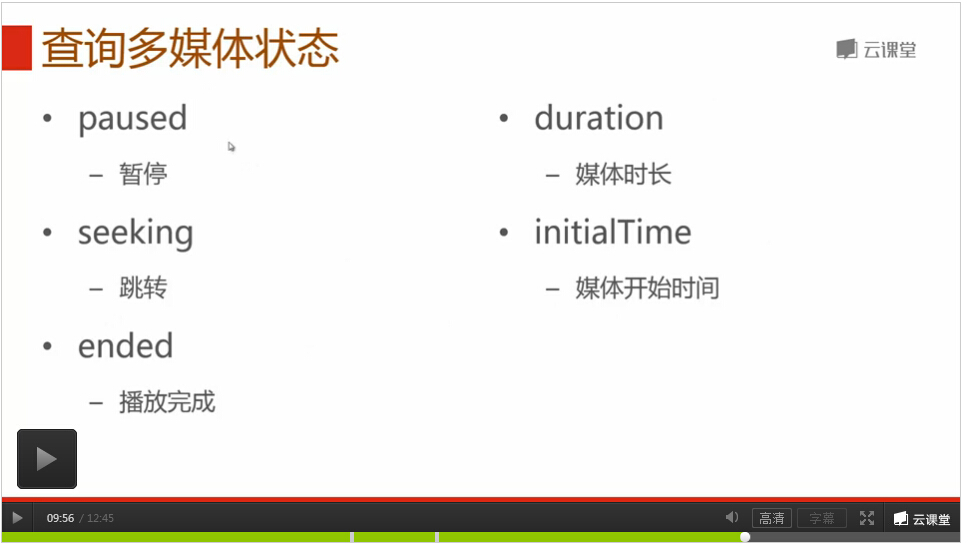 查询多媒体状态
云课堂
paused
– 暂停
seeking
– 跳转
ended
– 播放完成
duration
– 媒体时长
initialTime
– 媒体开始时间
09:56 / 12:45
高清
字幕
云课堂